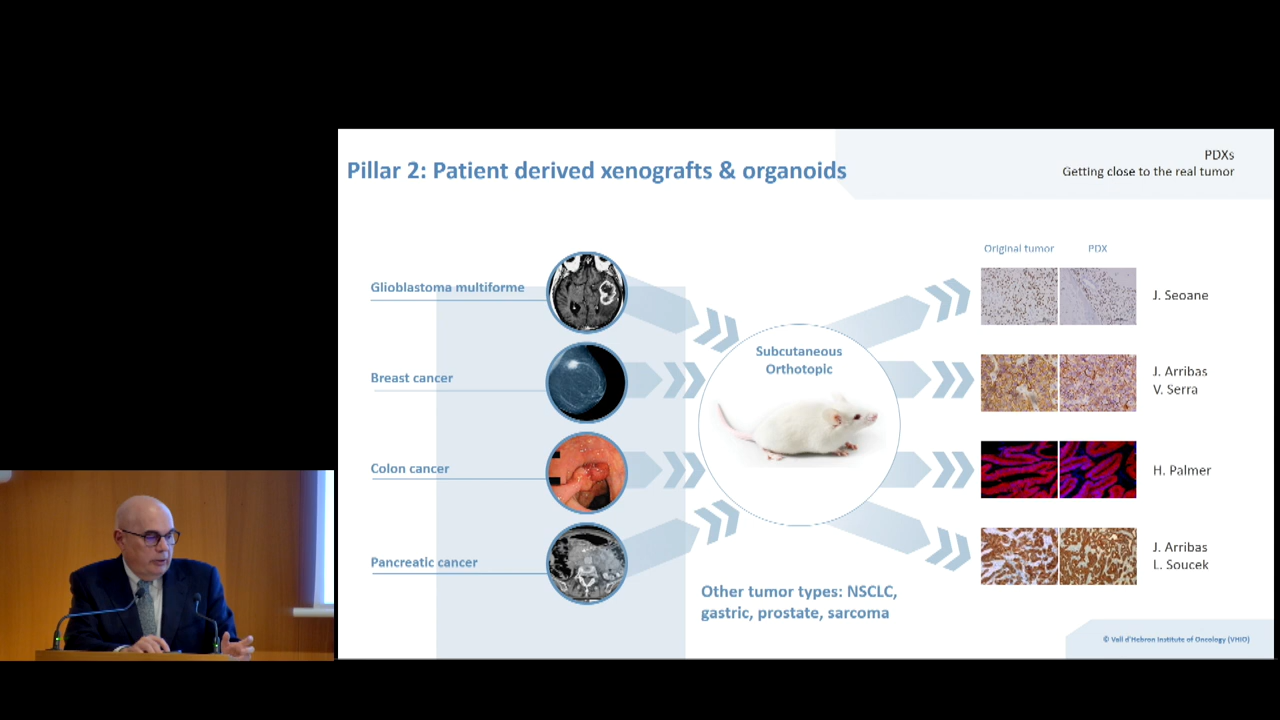 Pillar 2: Patient derived xenografts & organoids
PDXs
Getting close to the real tumor
Original tumor
PDX
Glioblastoma multiforme
Breast cancer
Colon cancer
Pancreatic cancer
Subcutaneous
Orthotopic
J. Seoane
J. Arribas
V. Serra
H. Palmer
J. Arribas
L. Soucek
Other tumor types: NSCLC,
gastric, prostate, sarcoma
© Vall d'Hebron Institute of Oncology (VHIO)